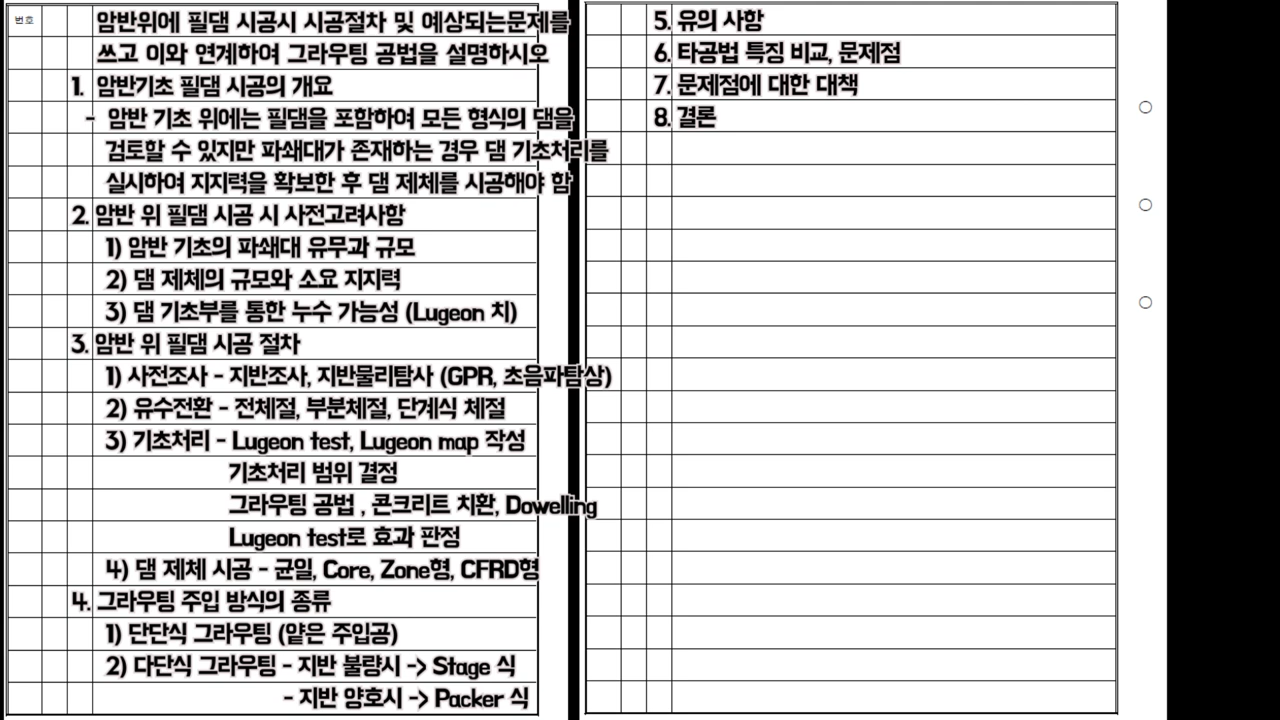 번호
암반위에 필댐 시공시 시공절차 및 예상되는문제를
쓰고 이와 연계하여 그라우팅 공법을 설명하시오
1. 암반기초 필댐 시공의 개요
- 암반 기초 위에는 필댐을 포함하여 모든 형식의 댐을
검토할 수 있지만 파쇄대가 존재하는 경우 댐 기초처리를
실시하여 지지력을 확보한 후 댐 제체를 시공해야 함
2. 암반 위 필댐 시공 시 사전고려사항
1) 암반 기초의 파쇄대 유무과 규모
2) 댐 제체의 규모와 소요 지지력
3) 댐 기초부를 통한 누수 가능성 (Lugeon 치)
3. 암반 위 필댐 시공 절차
1) 사전조사 - 지반조사, 지반물리탐사 (GPR, 초음파탐상)
2) 유수전환 - 전체절, 부분체절, 단계식 체절
3) 기초처리 - Lugeon test, Lugeon map 작성
기초처리 범위 결정
그라우팅 공법 , 콘크리트 치환, Dowelling
Lugeon test로 효과 판정
4) 댐 제체 시공 - 균일, Core, Zone형, CFRD형
4. 그라우팅 주입 방식의 종류
1) 단단식 그라우팅 (얕은 주입공)
2) 다단식 그라우팅 - 지반 불량시 -> Stage 식
- 지반 양호시 -> Packer 식
5. 유의 사항
6. 타공법 특징 비교, 문제점
7. 문제점에 대한 대책
8. 결론